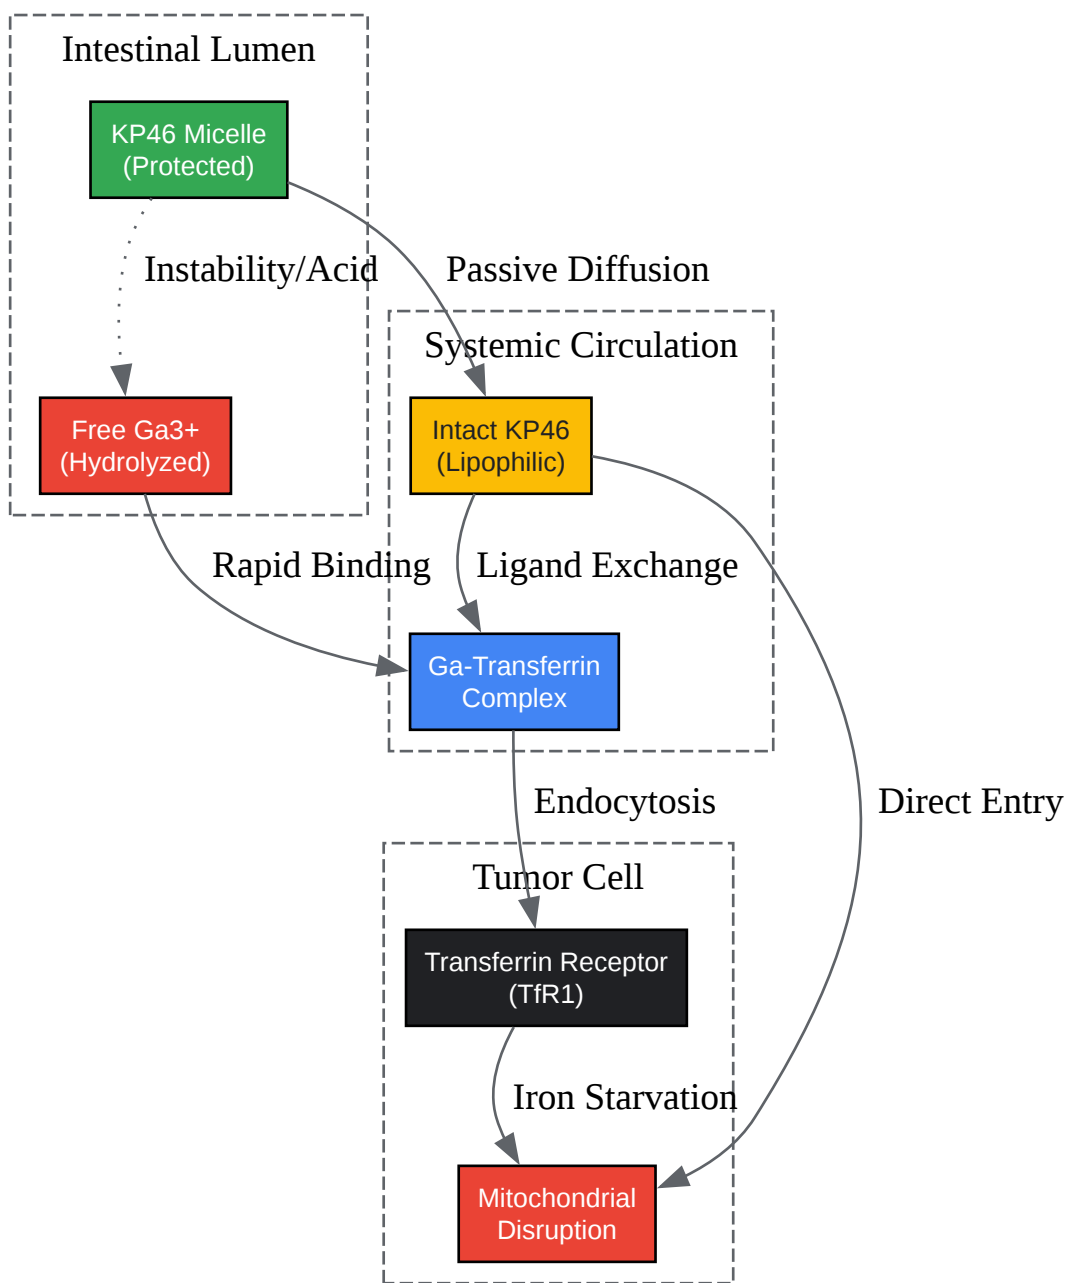 Intestinal Lumen
KP46 Micelle
(Protected)
Instability/Acid
Passive Diffusion
Systemic Circulation
Free Ga3+
(Hydrolyzed)
Intact KP46
(Lipophilic)
Rapid Binding
Ligand Exchange
Ga-Transferrin
Complex
Endocytosis
Direct Entry
Tumor Cell
Transferrin Receptor
(TfR1)
Iron Starvation
Mitochondrial
Disruption